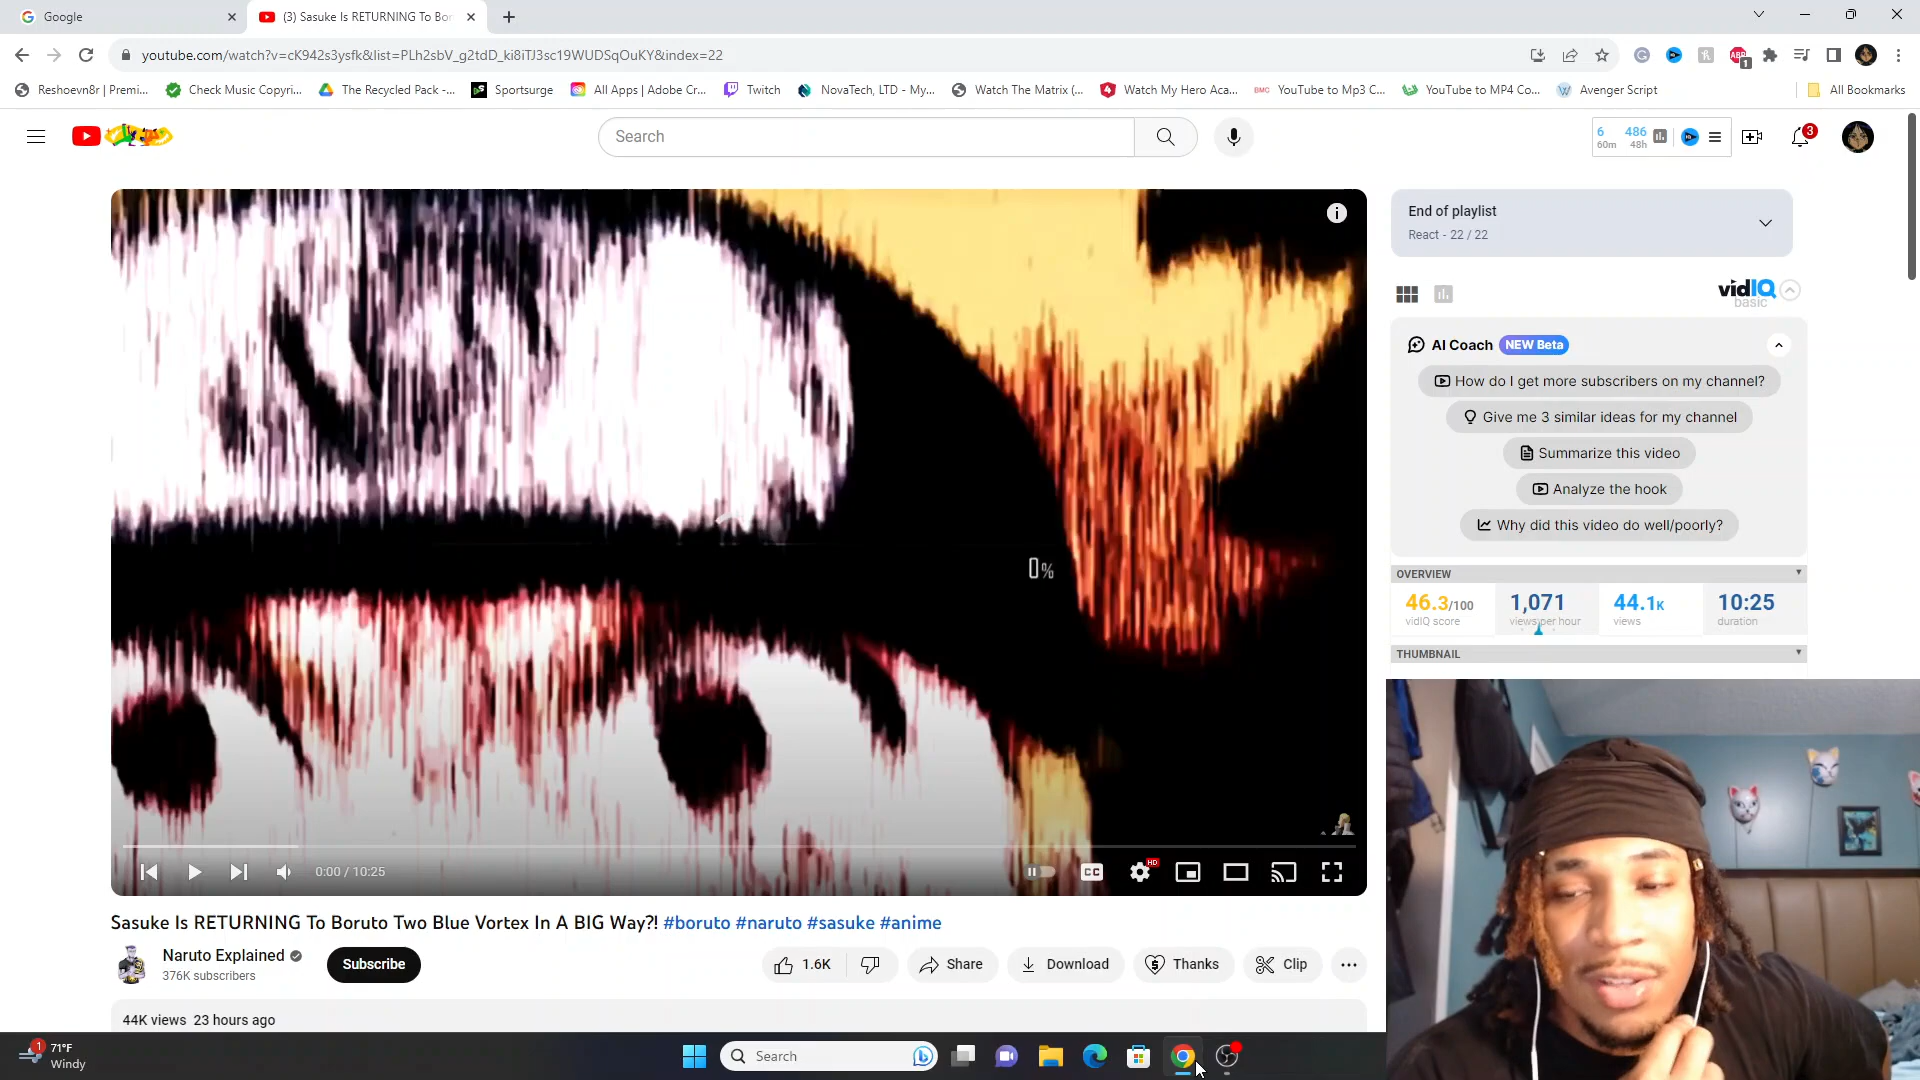 Google
(3) Sasuke Is RETURNING To Bor
youtube.com/watch?v=cK942s3ysfk&list=PLh2sbV_g2tdD_ki8iTJ3sc19WUDSqOuKY&index=22
Reshoevn8r | Premi...
Check Music Copyri...
The Recycled Pack -...
Sportsurge
All Apps | Adobe Cr...
Twitch
NovaTech, LTD - My...
Watch The Matrix (...
Watch My Hero Aca...
YouTube to Mp3 C...
YouTube to MP4 Co...
Avenger Script
All Bookmarks
Search
6 60m
486 48h
3
End of playlist
React - 22 / 22
vidIQ
basic
AI Coach NEW Beta
How do I get more subscribers on my channel?
Give me 3 similar ideas for my channel
Summarize this video
Analyze the hook
Why did this video do well/poorly?
OVERVIEW
46.3/100 1,071 44.1K 10:25
vidIQ score views per hour views duration
THUMBNAIL
0%
0:00 / 10:25
CC
HD
Sasuke Is RETURNING To Boruto Two Blue Vortex In A BIG Way?! #boruto #naruto #sasuke #anime
Naruto Explained
376K subscribers
Subscribe
1.6K
Share
Download
Thanks
Clip
44K views 23 hours ago
1
71°F
Windy
Search